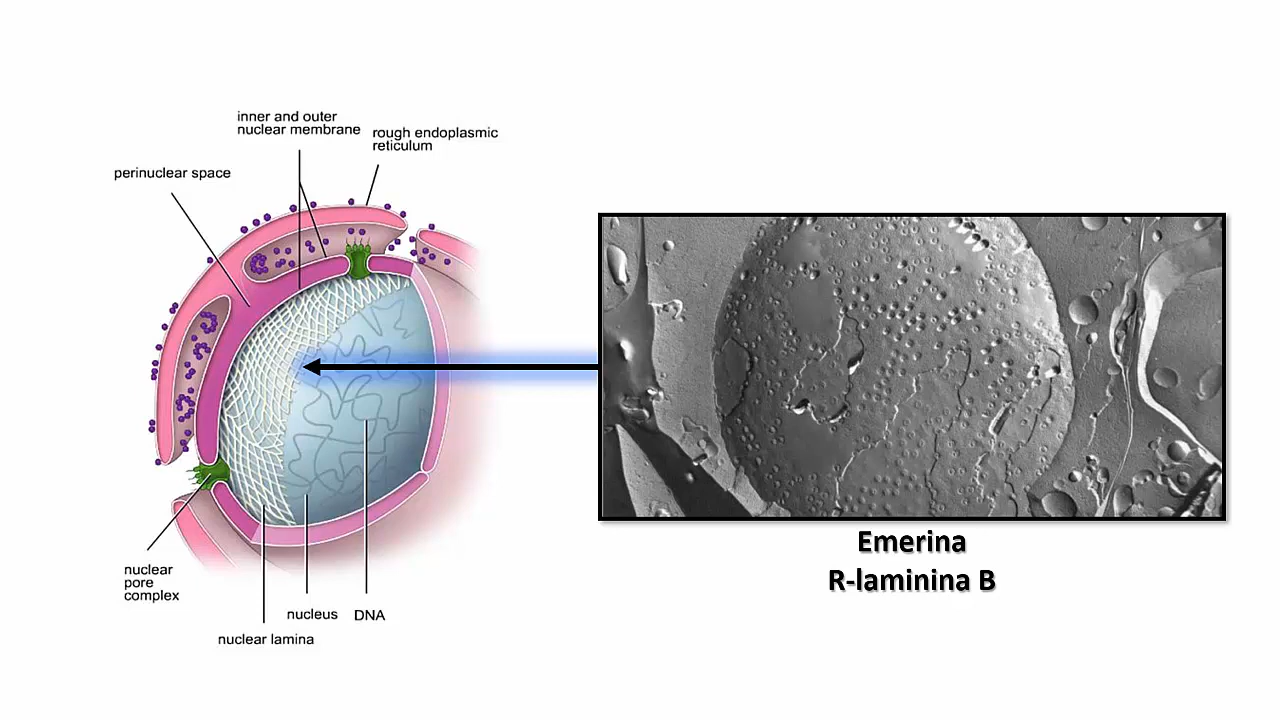 inner and outer
nuclear membrane
rough endoplasmic
reticulum
perinuclear space
nuclear
pore
complex
nucleus
DNA
nuclear lamina
Emerina
R-laminina B